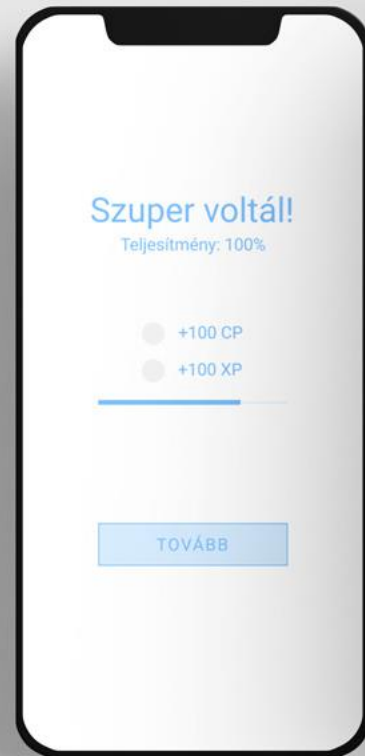 Szuper voltál!
Teljesítmény: 100%
+100 CP
+100 XP
TOVÁBB